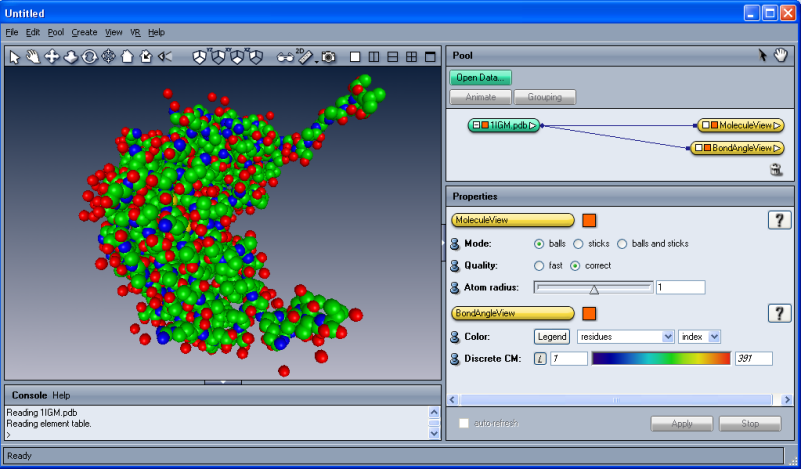 Untitled
File Edit Pool Create View VR Help
2D
Pool
Open Data...
Animate Grouping
1IGM.pdb
MoleculeView
BondAngleView
Properties
MoleculeView ?
Mode: balls sticks balls and sticks
Quality: fast correct
Atom radius: 1
BondAngleView ?
Color: Legend residues index
Discrete CM: L 1 391
auto-refresh Apply Stop
Console Help
Reading 1IGM.pdb
Reading element table.
>
Ready